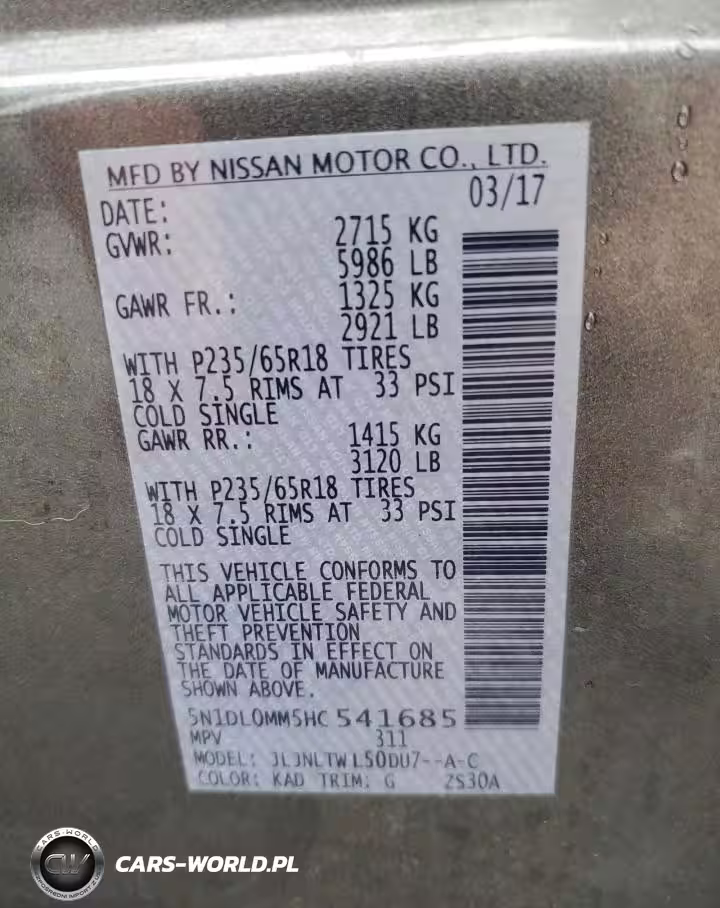 MFD BY NISSAN MOTOR CO., LTD.
DATE: 03/17
GVWR: 2715 KG
5986 LB
GAWR FR.: 1325 KG
2921 LB
WITH P235/65R18 TIRES
18 X 7.5 RIMS AT 33 PSI
COLD SINGLE
GAWR RR.: 1415 KG
3120 LB
WITH P235/65R18 TIRES
18 X 7.5 RIMS AT 33 PSI
COLD SINGLE
THIS VEHICLE CONFORMS TO
ALL APPLICABLE FEDERAL
MOTOR VEHICLE SAFETY AND
THEFT PREVENTION
STANDARDS IN EFFECT ON
THE DATE OF MANUFACTURE
SHOWN ABOVE.
5N1DL0MM5HC541685
MPV 311
MODEL: JLJNLTWL50DU7--A-C
COLOR: KAD TRIM: G 2S30A
CARS-WORLD
CW
CARS-WORLD.PL